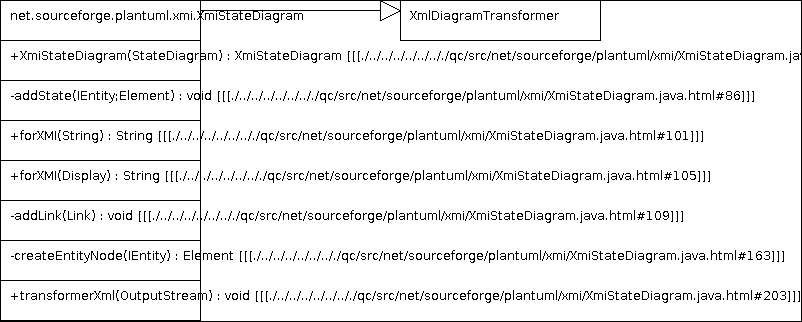 net.sourceforge.plantuml.xmi.XmiStateDiagram
XmlDiagramTransformer
+XmiStateDiagram(StateDiagram) : XmiStateDiagram [[[./../../../../../../qc/src/net/sourceforge/plantuml/xmi/XmiStateDiagram.java
-addState(IEntity;Element) : void [[[./../../../../../../qc/src/net/sourceforge/plantuml/xmi/XmiStateDiagram.java.html#86]]]
+forXMI(String) : String [[[./../../../../../../qc/src/net/sourceforge/plantuml/xmi/XmiStateDiagram.java.html#101]]]
+forXMI(Display) : String [[[./../../../../../../qc/src/net/sourceforge/plantuml/xmi/XmiStateDiagram.java.html#105]]]
-addLink(Link) : void [[[./../../../../../../qc/src/net/sourceforge/plantuml/xmi/XmiStateDiagram.java.html#109]]]
-createEntityNode(IEntity) : Element [[[./../../../../../../qc/src/net/sourceforge/plantuml/xmi/XmiStateDiagram.java.html#163]]]
+transformerXml(OutputStream) : void [[[./../../../../../../qc/src/net/sourceforge/plantuml/xmi/XmiStateDiagram.java.html#203]]]